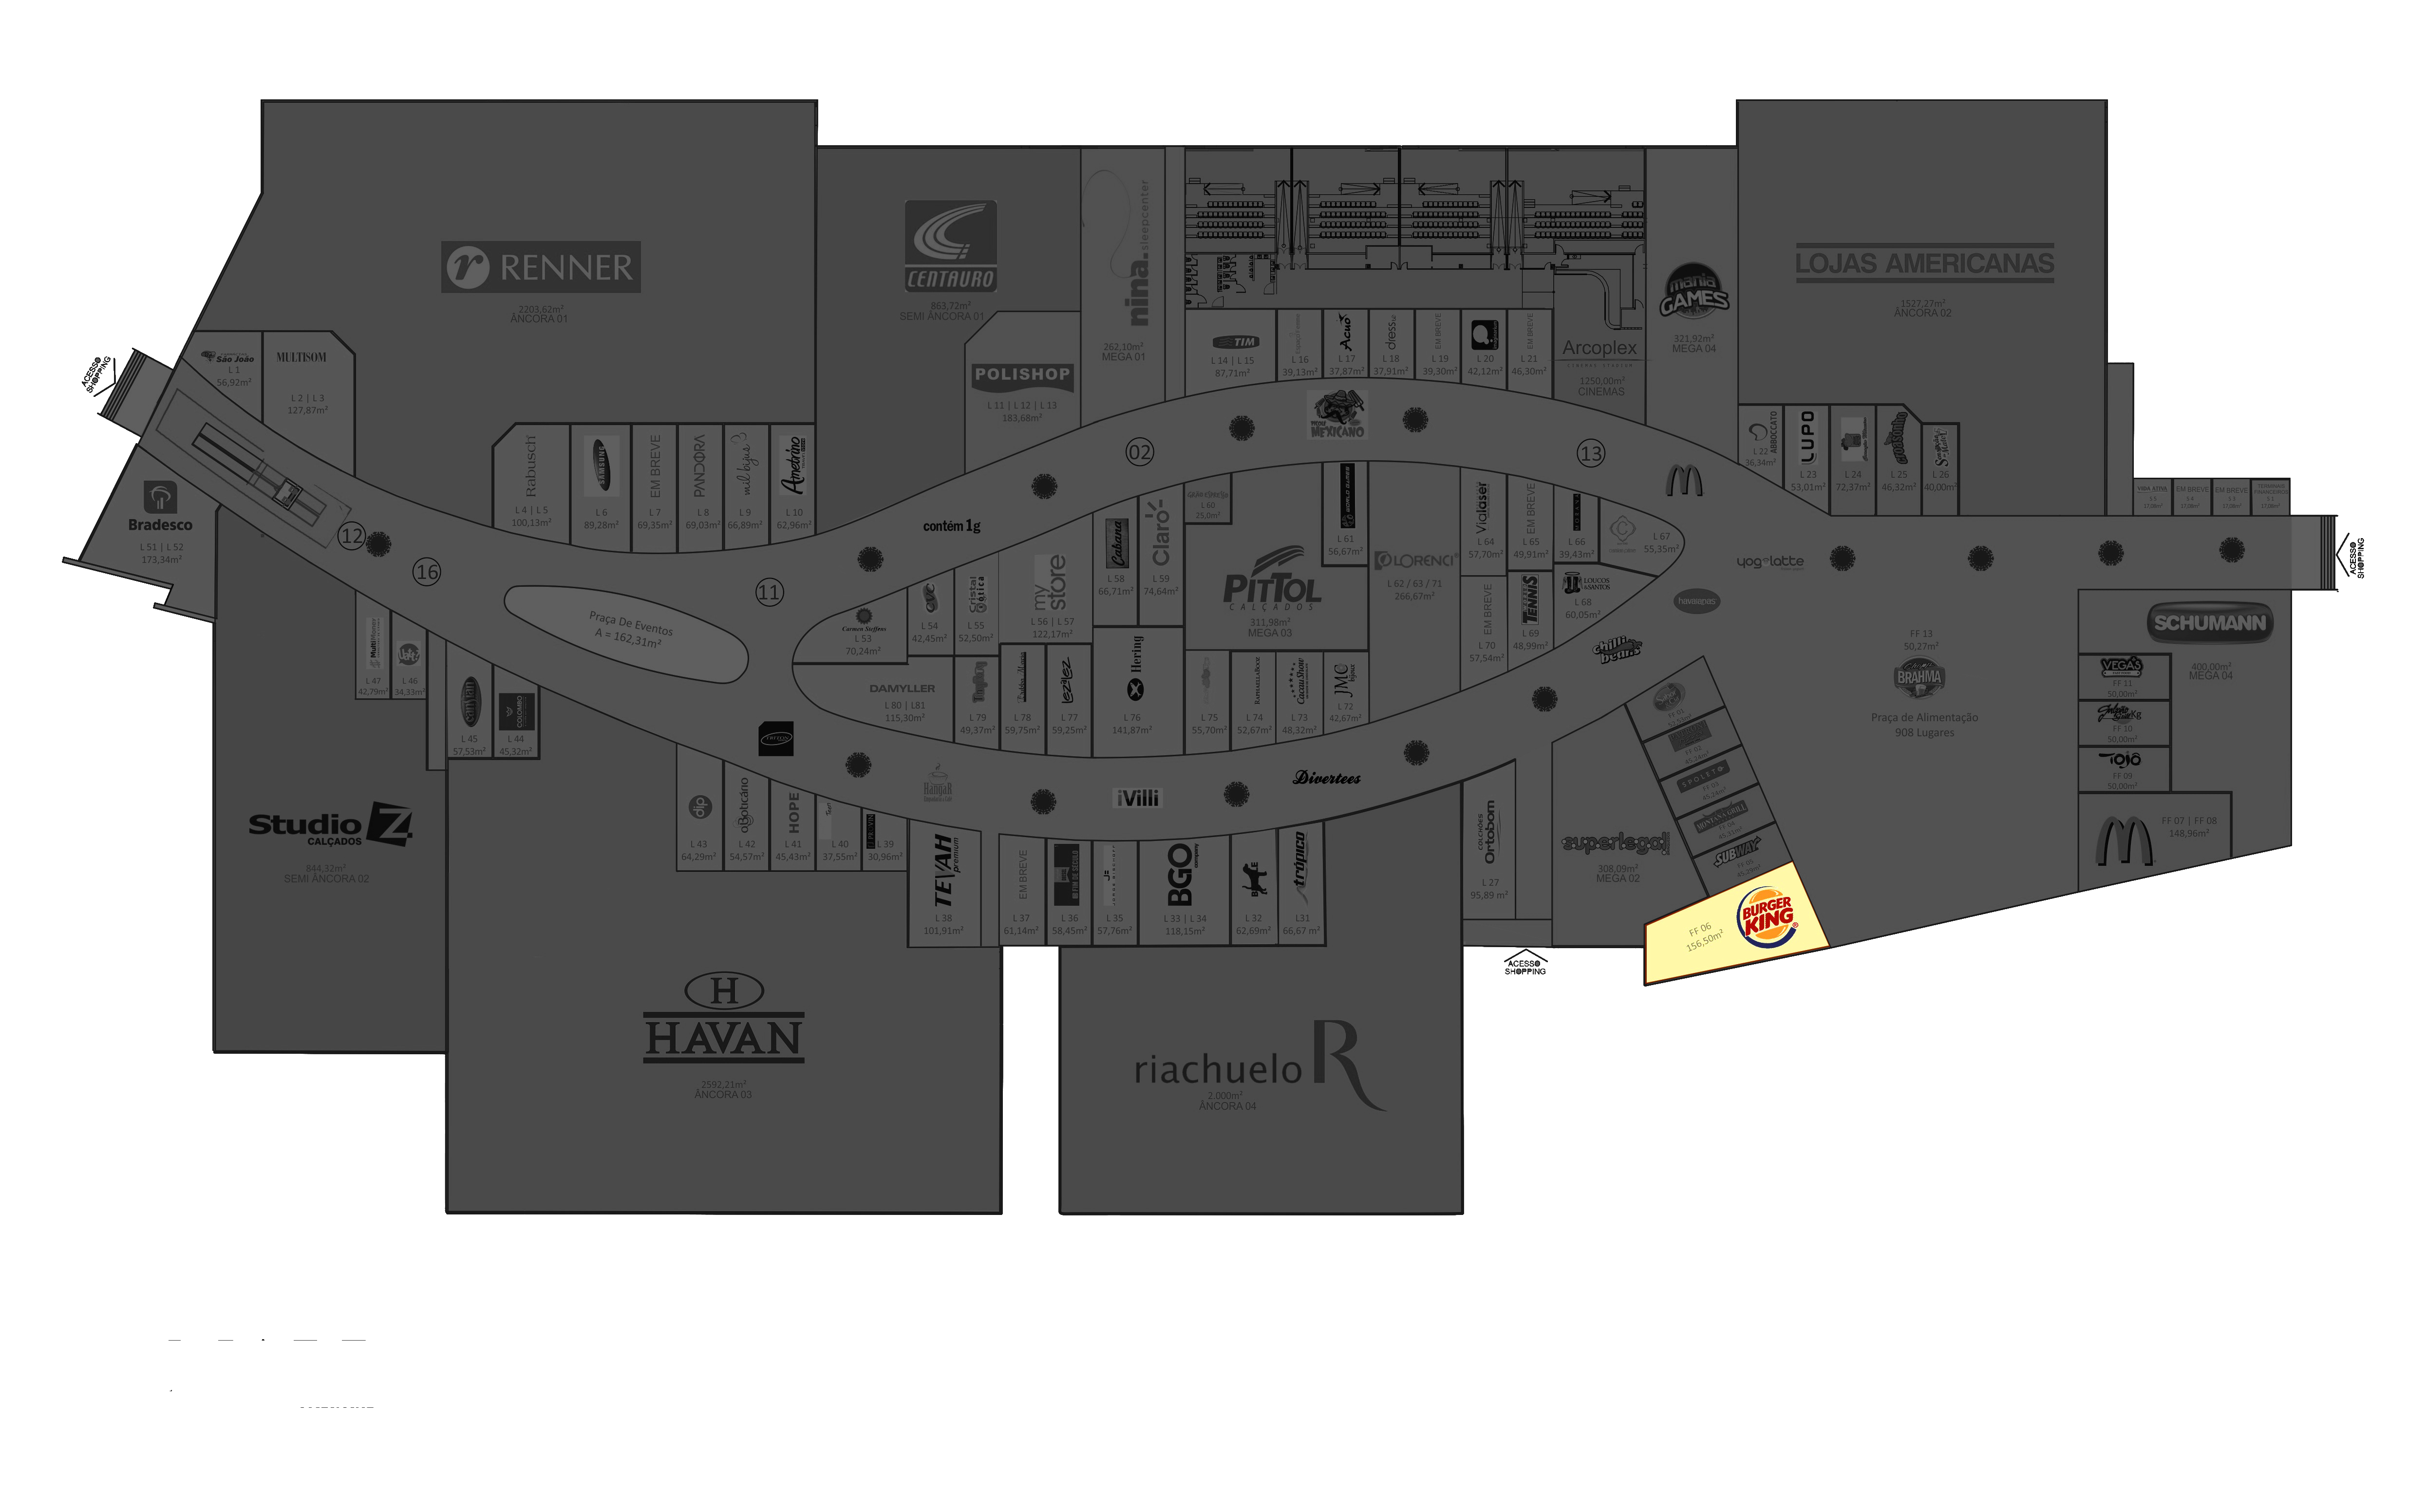 RENNER
2203,62m²
ÂNCORA 01
CENTAURO
863,72m²
SEMI ÂNCORA 01
nina.sleepcenter
262,10m²
MEGA 01
mania
GAMES
321,92m²
MEGA 04
LOJAS AMERICANAS
1527,27m²
ÂNCORA 02
ACESSO
SHOPPING
São João
L 1
56,92m²
MULTISOM
L 2 | L 3
127,87m²
POLISHOP
L 11 | L 12 | L 13
183,68m²
TIM
L 14 | L 15
87,71m²
L 16
39,13m²
Acuo
L 17
37,87m²
dress
L 18
37,91m²
EM BREVE
L 19
39,30m²
L 20
42,12m²
EM BREVE
L 21
46,30m²
Arcoplex
1250,00m²
CINEMAS
Rabusch
L 4 | L 5
100,13m²
SAMSUNG
L 6
89,28m²
EM BREVE
L 7
69,35m²
PANDORA
L 8
69,03m²
mil bijus
L 9
66,89m²
Ametrino
L 10
62,96m²
MEXICANO
02
13
ABBOCCATO
L 22
36,34m²
LUPO
L 23
53,01m²
L 24
72,37m²
Croasonho
L 25
46,32m²
L 26
40,00m²
EM BREVE
EM BREVE
Bradesco
L 51 | L 52
173,34m²
12
16
11
contém 1g
Praça De Eventos
A = 162,31m²
Carmen Steffens
L 53
70,24m²
L 54
42,45m²
Cristal
ótica
L 55
52,50m²
my
store
L 56 | L 57
122,17m²
Cabana
L 58
66,71m²
Claro
L 59
74,64m²
L 60
25,0m²
PITTOL
CALÇADOS
311,98m²
MEGA 03
L 61
56,67m²
LORENCI
L 62 / 63 / 71
266,67m²
Vialaser
L 64
57,70m²
EM BREVE
L 65
49,91m²
L 66
39,43m²
L 67
55,35m²
LOUCOS
&SANTOS
L 68
60,05m²
TENNIS
L 69
48,99m²
EM BREVE
L 70
57,54m²
yogolatte
havaianas
chilli
beans
FF 13
50,27m²
BRAHMA
Praça de Alimentação
908 Lugares
ACESSO
SHOPPING
SCHUMANN
400,00m²
MEGA 04
VEGAS
FF 11
50,00m²
FF 10
50,00m²
Tojô
FF 09
50,00m²
FF 07 | FF 08
148,96m²
MultiPlanner
L 47
42,79m²
L 46
34,33m²
L 45
57,53m²
COLOMBO
L 44
45,32m²
DAMYLLER
L 80 | L81
115,30m²
L 79
49,37m²
L 78
59,75m²
Lez a Lez
L 77
59,25m²
Hering
L 76
141,87m²
L 75
55,70m²
L 74
52,67m²
Cacau Show
L 73
48,32m²
JMC
bijoux
L 72
42,67m²
iVilli
Divertees
Studio Z
CALÇADOS
844,32m²
SEMI ÂNCORA 02
dip
L 43
64,29m²
oBoticário
L 42
54,57m²
HOPE
L 41
45,43m²
L 40
37,55m²
L 39
30,96m²
TEVAH
premium
L 38
101,91m²
EM BREVE
L 37
61,14m²
L 36
58,45m²
L 35
57,76m²
BGO
company
L 33 | L 34
118,15m²
L 32
62,69m²
trópico
L31
66,67 m²
COLCHÕES
Ortobom
L 27
95,89 m²
superlegal
308,09m²
MEGA 02
SPOLETO
SUBWAY
BURGER
KING
FF 06
156,50m²
ACESSO
SHOPPING
H
HAVAN
2592,21m²
ÂNCORA 03
riachuelo R
2.000m²
ÂNCORA 04